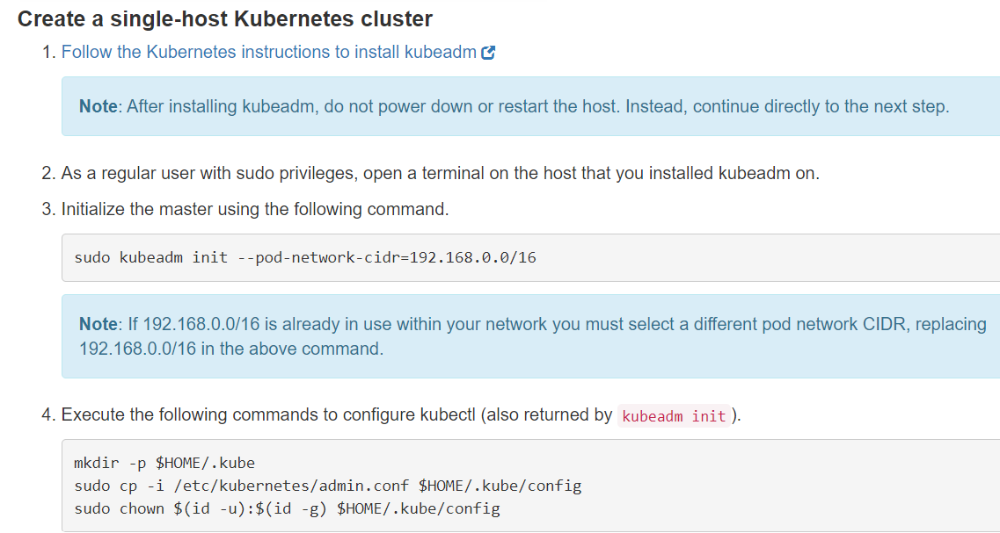 Create a single-host Kubernetes cluster
1. Follow the Kubernetes instructions to install kubeadm
Note: After installing kubeadm, do not power down or restart the host. Instead, continue directly to the next step.
2. As a regular user with sudo privileges, open a terminal on the host that you installed kubeadm on.
3. Initialize the master using the following command.
sudo kubeadm init --pod-network-cidr=192.168.0.0/16
Note: If 192.168.0.0/16 is already in use within your network you must select a different pod network CIDR, replacing
192.168.0.0/16 in the above command.
4. Execute the following commands to configure kubectl (also returned by kubeadm init).
mkdir -p $HOME/.kube
sudo cp -i /etc/kubernetes/admin.conf $HOME/.kube/config
sudo chown $(id -u):$(id -g) $HOME/.kube/config